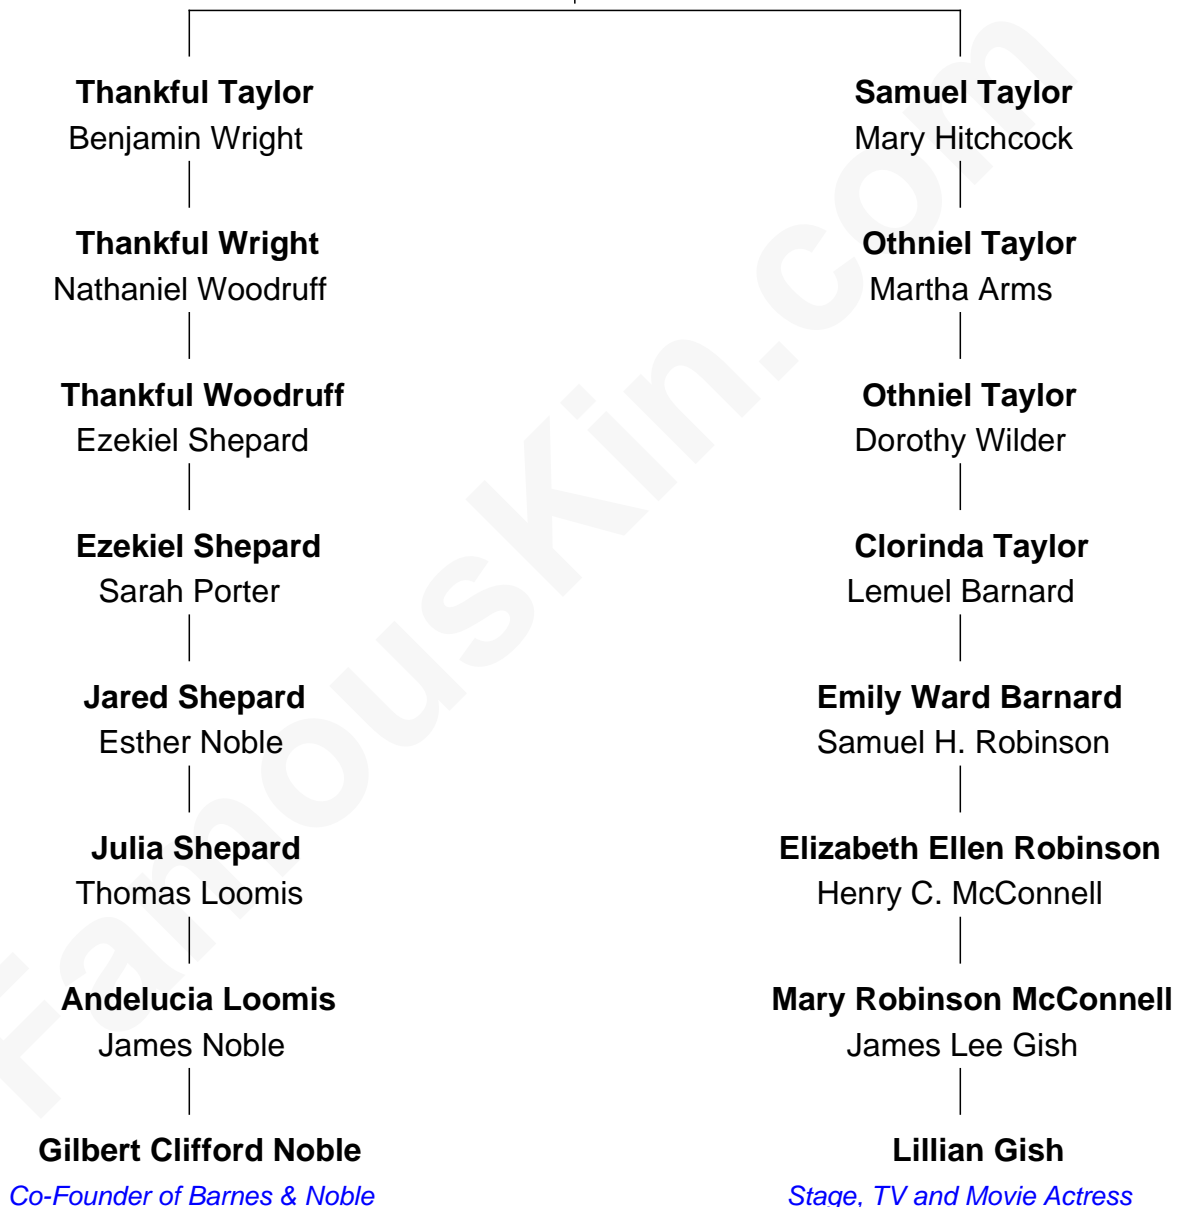 Thankful Taylor
Benjamin Wright
Samuel Taylor
Mary Hitchcock
Thankful Wright
Nathaniel Woodruff
Othniel Taylor
Martha Arms
Thankful Woodruff
Ezekiel Shepard
Othniel Taylor
Dorothy Wilder
Ezekiel Shepard
Sarah Porter
Clorinda Taylor
Lemuel Barnard
Jared Shepard
Esther Noble
Emily Ward Barnard
Samuel H. Robinson
Julia Shepard
Thomas Loomis
Elizabeth Ellen Robinson
Henry C. McConnell
Andelucia Loomis
James Noble
Mary Robinson McConnell
James Lee Gish
Gilbert Clifford Noble
Co-Founder of Barnes & Noble
Lillian Gish
Stage, TV and Movie Actress
FamousKin.com